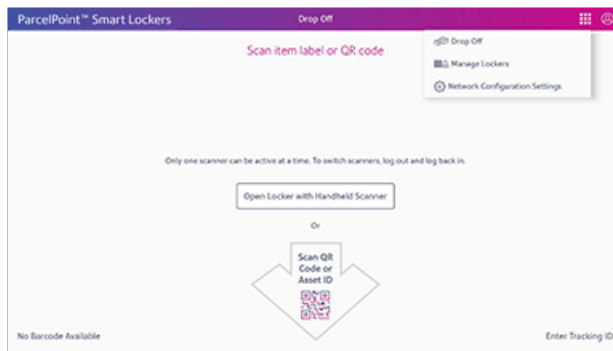 ParcelPoint™ Smart Lockers
Drop Off
Scan item label or QR code
Drop Off
Manage Lockers
Network Configuration Settings
Only one scanner can be active at a time. To switch scanners, log out and log back in.
Open Locker with Handheld Scanner
Or
Scan QR
Code or
Asset ID
No Barcode Available
Enter Tracking ID